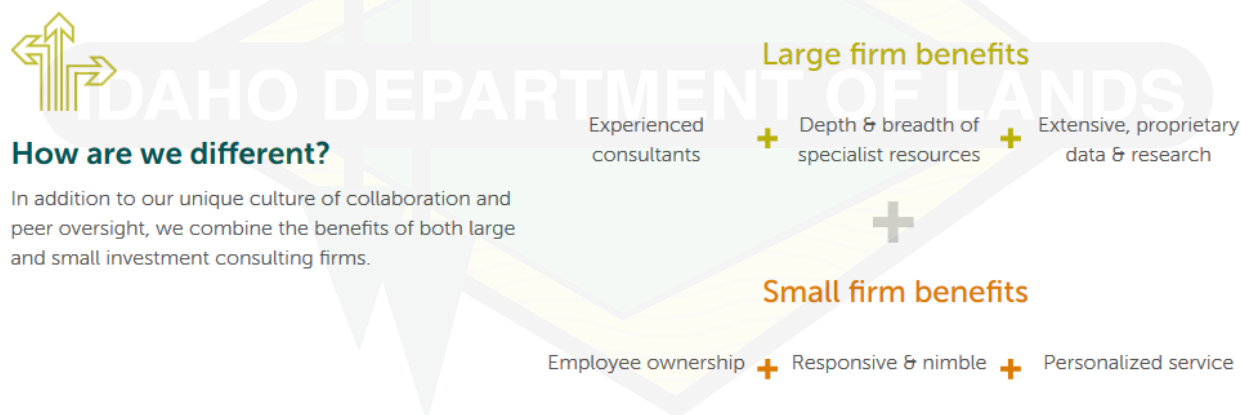 IDAHO DEPARTMENT OF LANDS
How are we different?
In addition to our unique culture of collaboration and
peer oversight, we combine the benefits of both large
and small investment consulting firms.
Large firm benefits
Experienced
consultants
+
Depth & breadth of
specialist resources
+
Extensive, proprietary
data & research
+
Small firm benefits
Employee ownership + Responsive & nimble + Personalized service